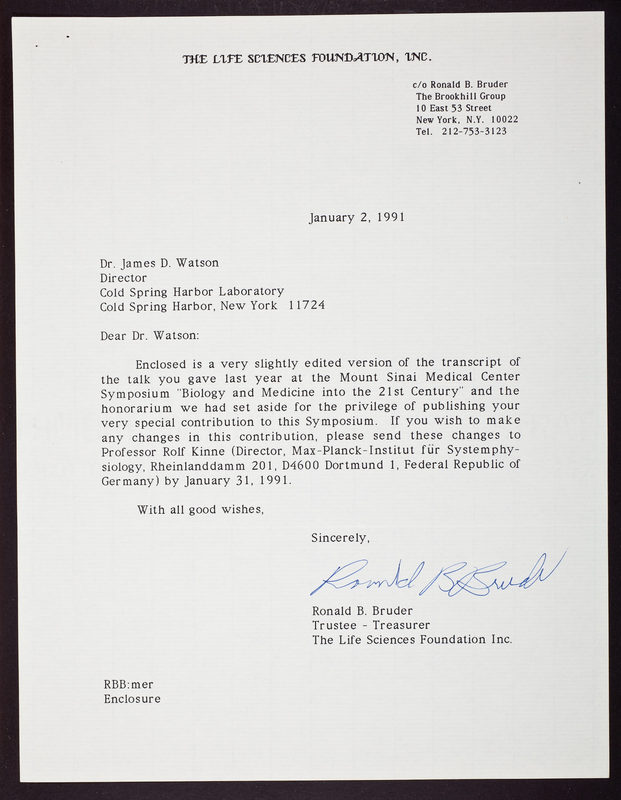 THE LIFE SCIENCES FOUNDATION, INC.
c/o Ronald B. Bruder
The Brookhill Group
10 East 53 Street
New York, N.Y. 10022
Tel. 212-753-3123
January 2, 1991
Dr. James D. Watson
Director
Cold Spring Harbor Laboratory
Cold Spring Harbor, New York 11724
Dear Dr. Watson:
Enclosed is a very slightly edited version of the transcript of
the talk you gave last year at the Mount Sinai Medical Center
Symposium "Biology and Medicine into the 21st Century" and the
honorarium we had set aside for the privilege of publishing your
very special contribution to this Symposium. If you wish to make
any changes in this contribution, please send these changes to
Professor Rolf Kinne (Director, Max-Planck-Institut für Systemphy-
siology, Rheinlanddamm 201, D4600 Dortmund 1, Federal Republic of
Germany) by January 31, 1991.
With all good wishes,
Sincerely,
Ronald B Bruder
Ronald B. Bruder
Trustee - Treasurer
The Life Sciences Foundation Inc.
RBB:mer
Enclosure